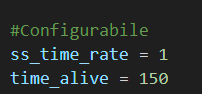 #Configurabile
ss_time_rate = 1
time_alive = 150